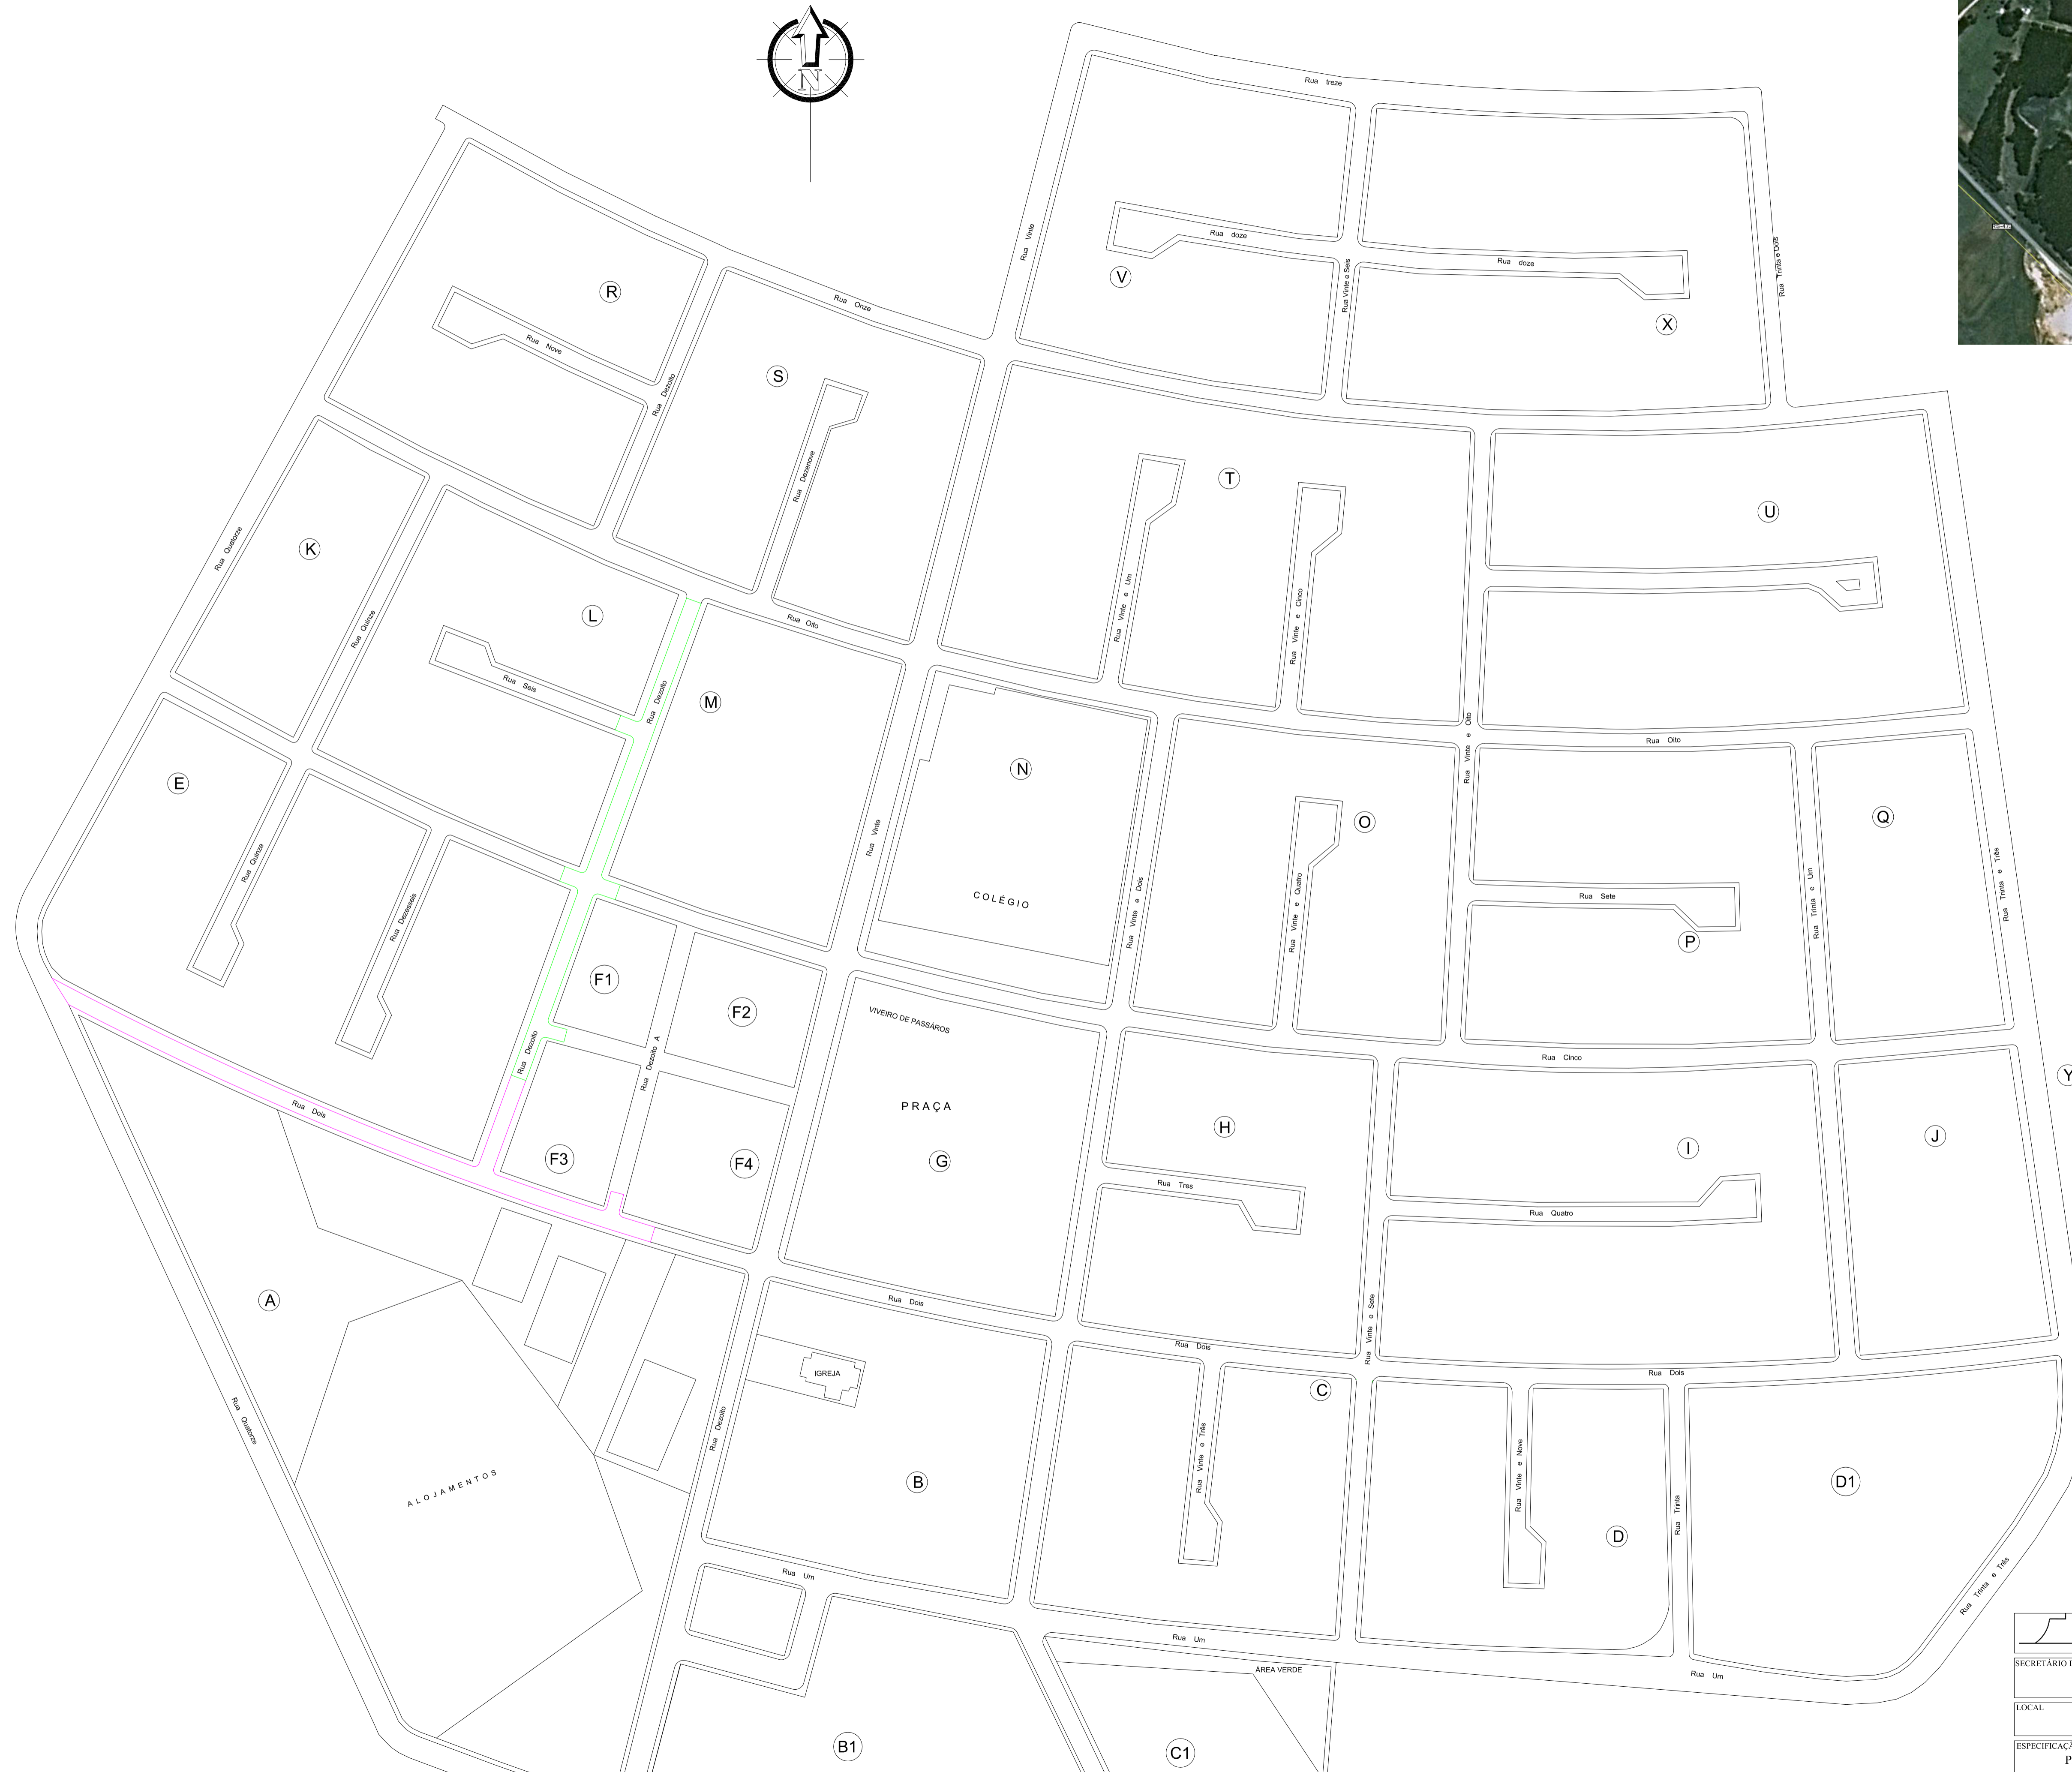 N
Rua treze
Rua Vinte
Rua doze
V
Rua Vinte e Seis
Rua doze
X
Rua Trinta e Dois
R
Rua Nove
Rua Onze
S
Rua Dezoito
Rua Dezenove
T
U
K
Rua Quatorze
Rua Quinze
L
Rua Seis
Rua Oito
Rua Dezoito
M
Rua Vinte e Um
Rua Vinte e Cinco
Rua Vinte e Oito
Rua Oito
N
COLÉGIO
Rua Vinte
Rua Vinte e Dois
O
Rua Vinte e Quatro
Rua Sete
P
Rua Trinta e Um
Q
Rua Trinta e Três
E
Rua Quinze
Rua Dezesseis
F1
F2
VIVEIRO DE PASSÁROS
Rua Dezoito
Rua Dezoito A
Rua Cinco
Y
Rua Dois
PRAÇA
G
F3
F4
H
Rua Tres
I
J
Rua Quatro
A
Rua Dois
IGREJA
Rua Dois
Rua Vinte e Sete
Rua Dois
C
Rua Quatorze
Rua Dezoito
ALOJAMENTOS
B
Rua Vinte e Três
Rua Vinte e Nove
D
Rua Trinta
D1
Rua Trinta e Três
Rua Um
Rua Um
ÁREA VERDE
Rua Um
B1
C1
SECRETÁRIO D
LOCAL
ESPECIFICAÇÃ
P